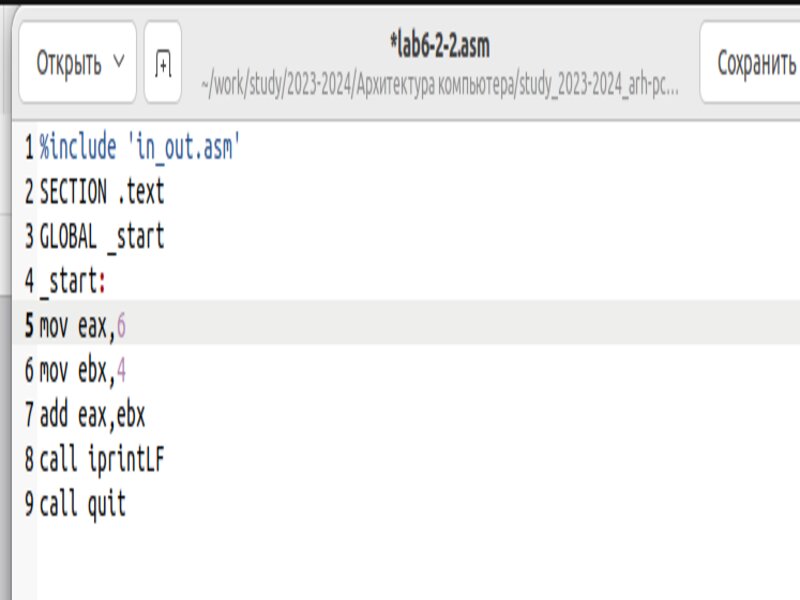 Открыть
*lab6-2-2.asm
~/work/study/2023-2024/Архитектура компьютера/study_2023-2024_arh-pc...
Сохранить
1 %include 'in_out.asm'
2 SECTION .text
3 GLOBAL _start
4 _start:
5 mov eax,6
6 mov ebx,4
7 add eax,ebx
8 call iprintLF
9 call quit